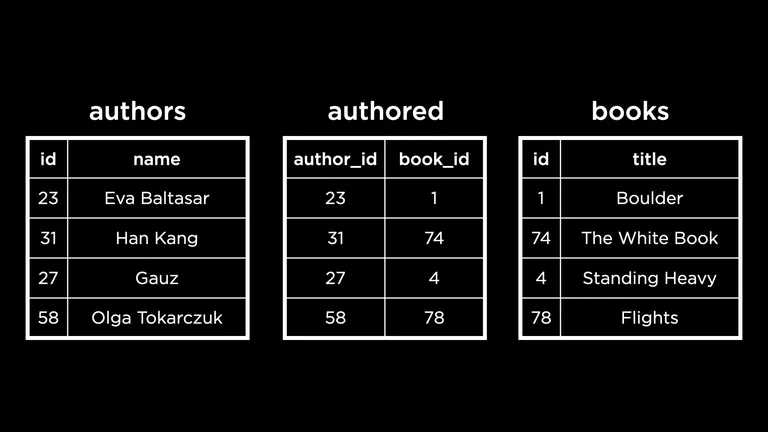 authors authored books
id name author_id book_id id title
23 Eva Baltasar 23 1 1 Boulder
31 Han Kang 31 74 74 The White Book
27 Gauz 27 4 4 Standing Heavy
58 Olga Tokarczuk 58 78 78 Flights